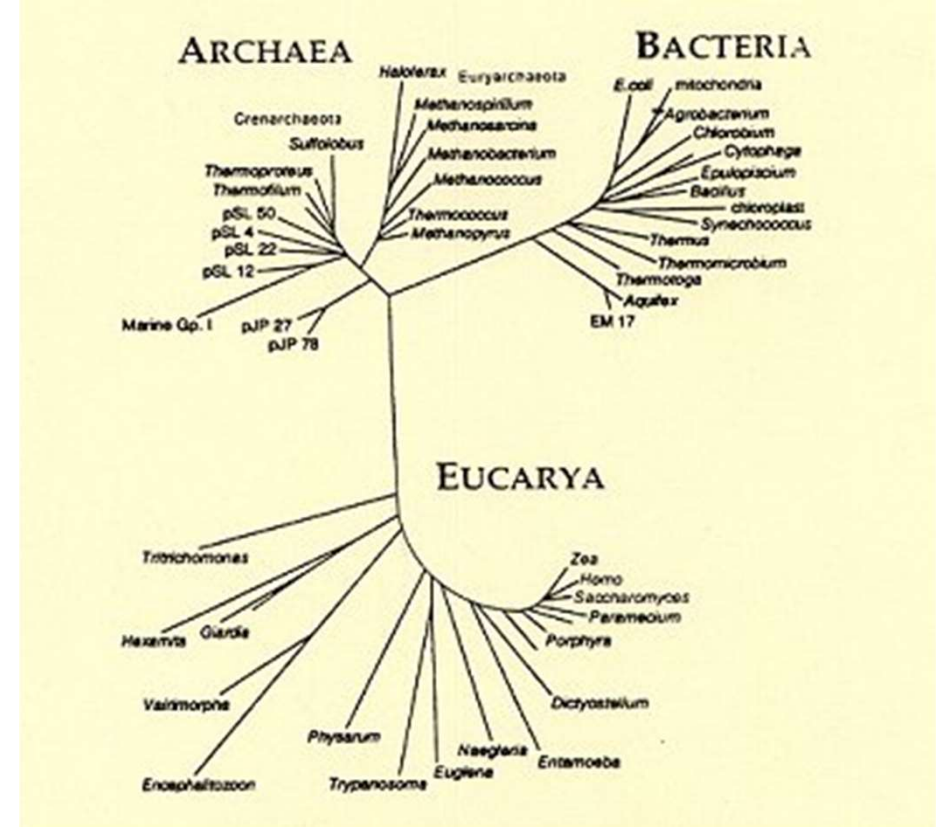 ARCHAEA
BACTERIA
Haloferax
Euryarchaeota
E.coli
mitochondria
Methanospirillum
Agrobacterium
Crenarchaeota
Methanosarcina
Chlorobium
Sulfolobus
Methanobacterium
Cytophaga
Thermoproteus
Methanococcus
Epulopiscium
Thermofilum
Bacillus
pSL 50
Thermococcus
chloroplast
pSL 4
Methanopyrus
Synechococcus
pSL 22
Thermus
pSL 12
Thermomicrobium
Thermotoga
Marine Gp. I
pJP 27
Aquifex
pJP 78
EM 17
EUCARYA
Tritrichomonas
Zea
Homo
Saccharomyces
Paramecium
Hexamita
Giardia
Porphyra
Vairimorpha
Dictyostelium
Physarum
Naegleria
Entamoeba
Encephalitozoon
Trypanosoma
Euglena